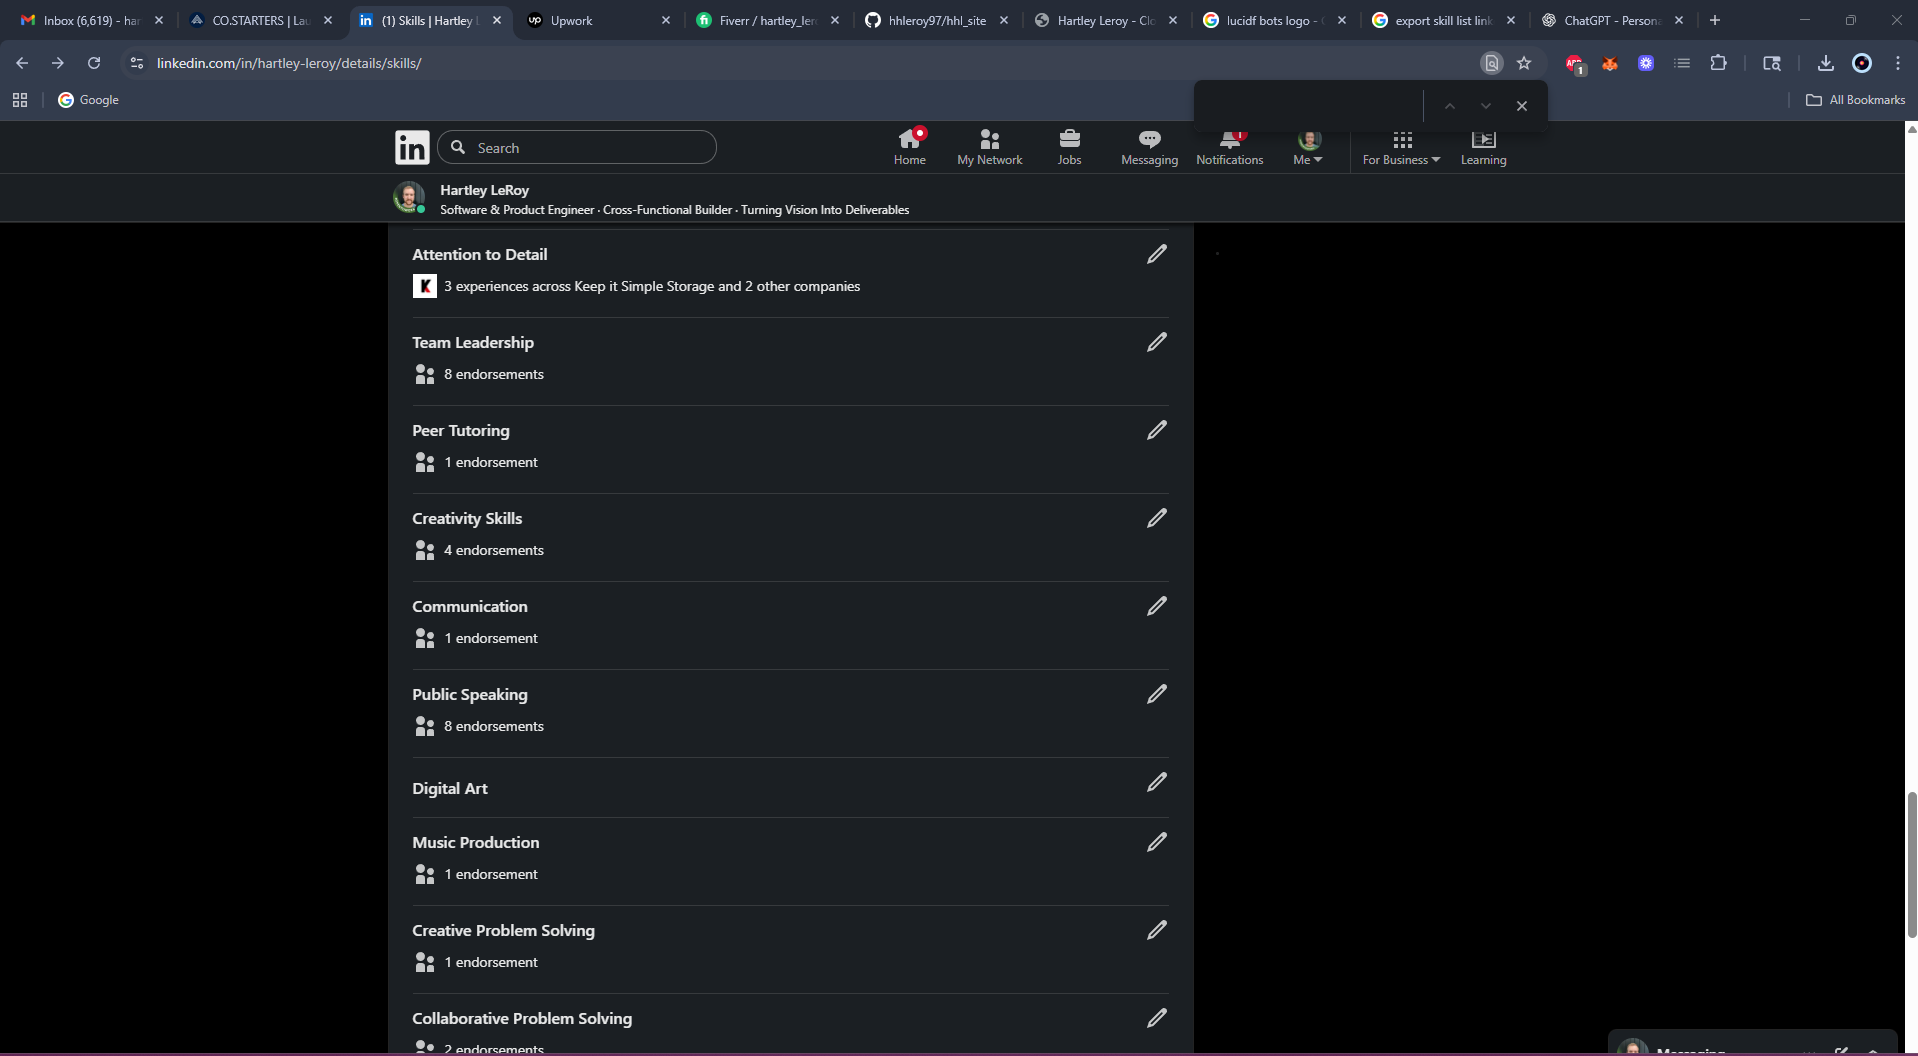 Inbox (6,619) - har
CO.STARTERS | Lau
(1) Skills | Hartley L
Upwork
Fiverr / hartley_ler
hhleroy97/hhl_site
Hartley Leroy - Clo
lucidf bots logo - G
export skill list link
ChatGPT - Persona
linkedin.com/in/hartley-leroy/details/skills/
ABP
1
Google
All Bookmarks
in
Search
Home
My Network
Jobs
Messaging
1
Notifications
Me
For Business
Learning
Hartley LeRoy
Software & Product Engineer · Cross-Functional Builder · Turning Vision Into Deliverables
Attention to Detail
K
3 experiences across Keep it Simple Storage and 2 other companies
Team Leadership
8 endorsements
Peer Tutoring
1 endorsement
Creativity Skills
4 endorsements
Communication
1 endorsement
Public Speaking
8 endorsements
Digital Art
Music Production
1 endorsement
Creative Problem Solving
1 endorsement
Collaborative Problem Solving
2 endorsements
Messaging